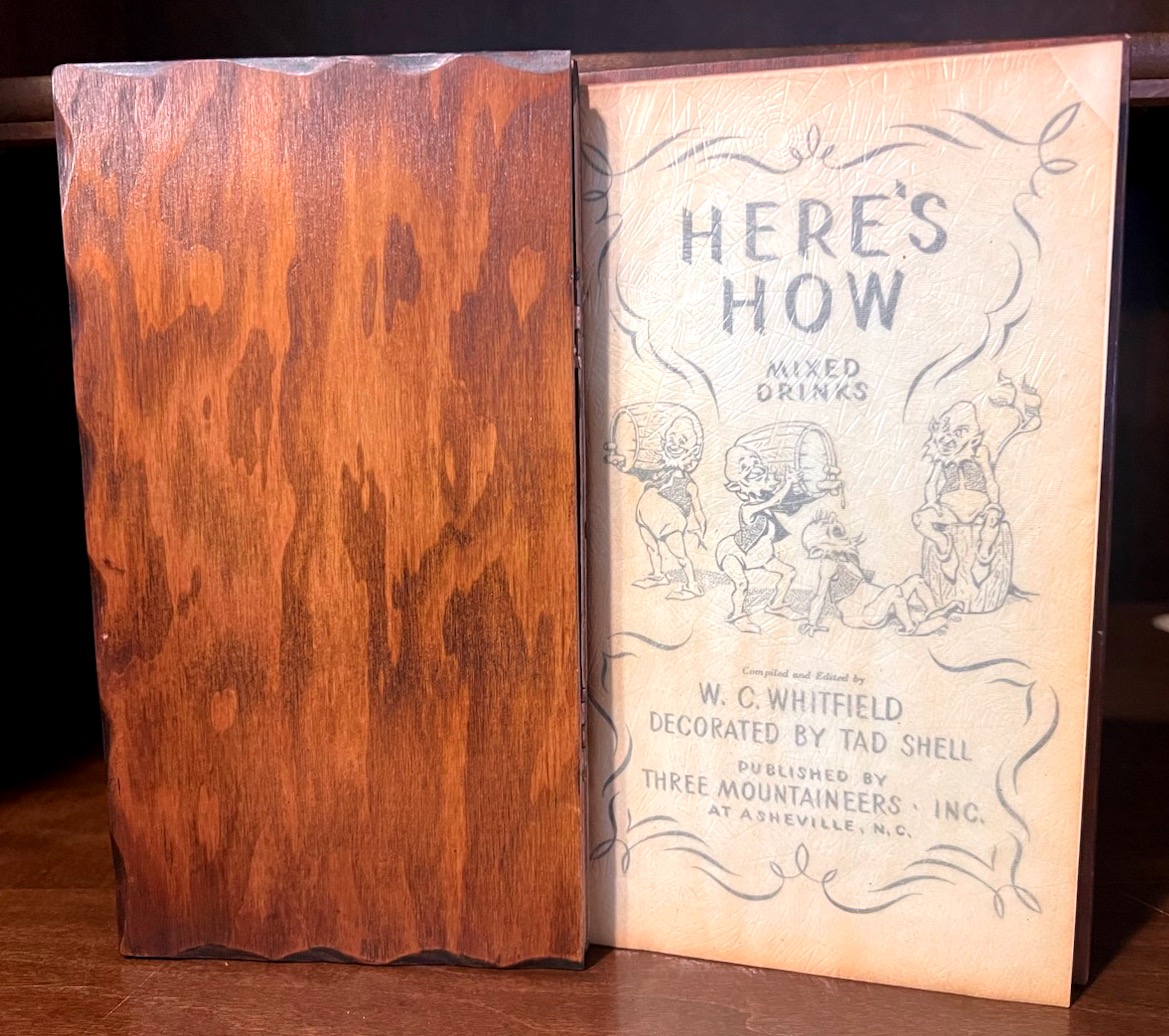 HERE'S
HOW
MIXED
DRINKS
Compiled and Edited by
W. C. WHITFIELD
DECORATED BY TAD SHELL
PUBLISHED BY
THREE MOUNTAINEERS · INC.
AT ASHEVILLE, N.C.